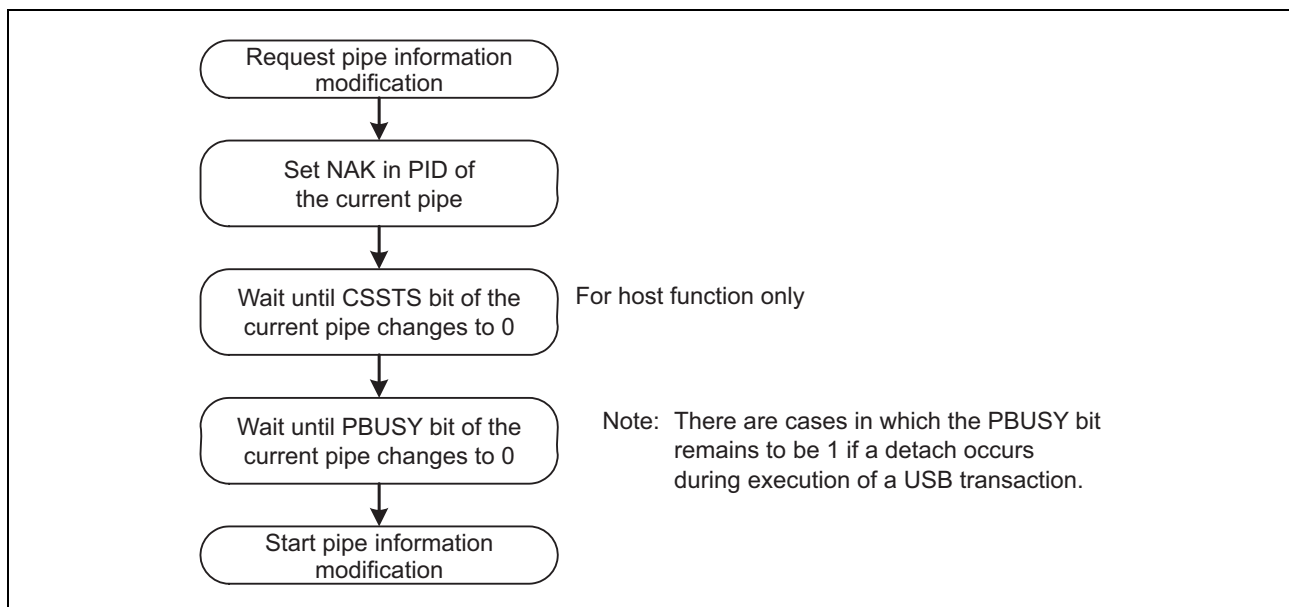 Request pipe information
modification
Set NAK in PID of
the current pipe
Wait until CSSTS bit of the
current pipe changes to 0
For host function only
Wait until PBUSY bit of the
current pipe changes to 0
Note: There are cases in which the PBUSY bit
remains to be 1 if a detach occurs
during execution of a USB transaction.
Start pipe information
modification